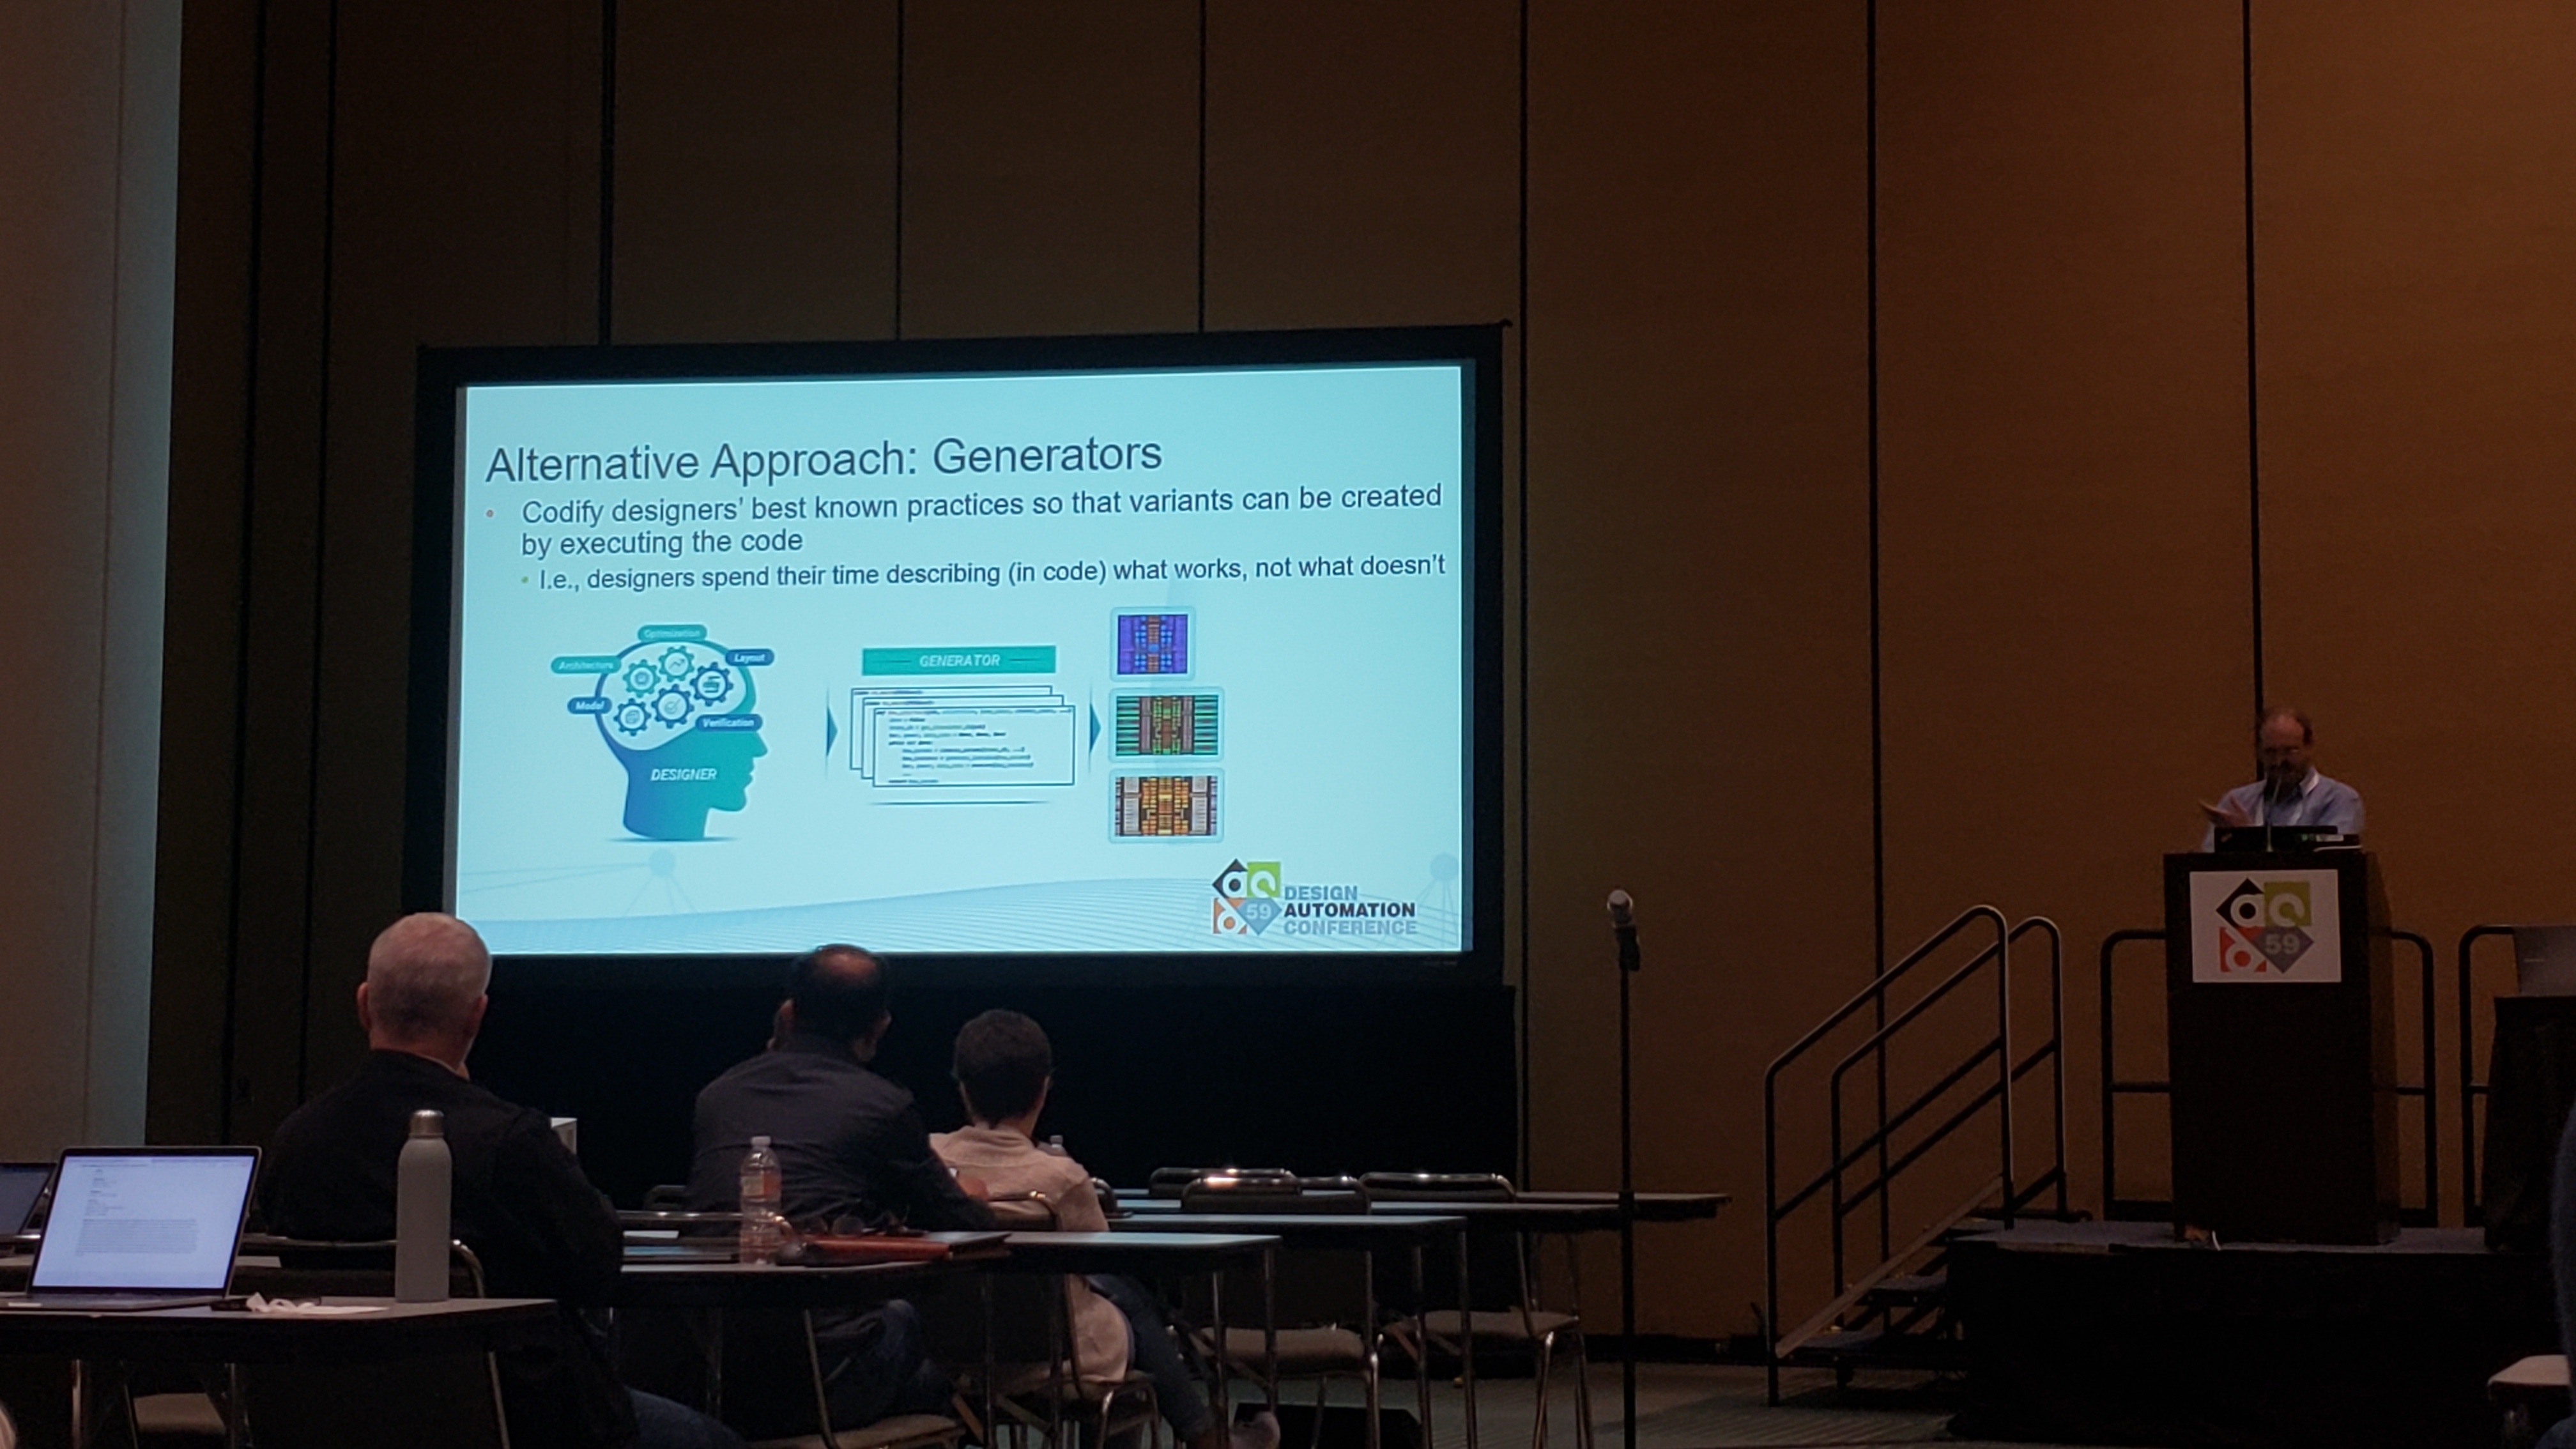 Alternative Approach: Generators
• Codify designers' best known practices so that variants can be created
by executing the code
• I.e., designers spend their time describing (in code) what works, not what doesn't
Optimization
Architecture
Layout
Model
Verification
DESIGNER
GENERATOR
59
DESIGN
AUTOMATION
CONFERENCE
59